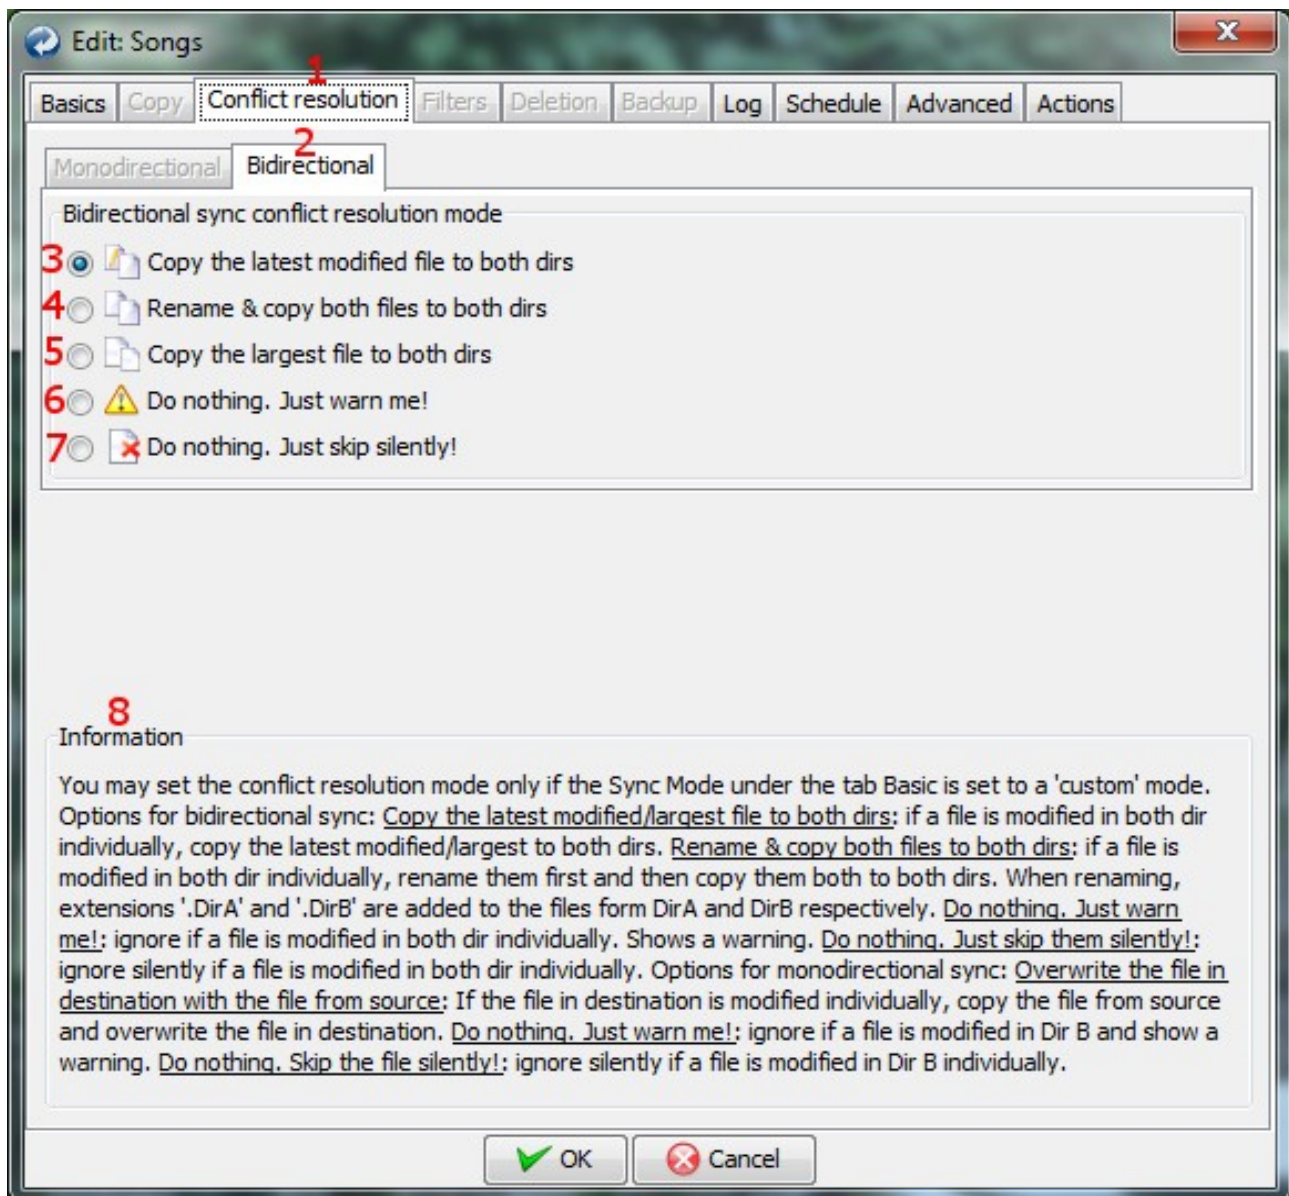 Edit: Songs
1
Basics Copy Conflict resolution Filters Deletion Backup Log Schedule Advanced Actions
2
Monodirectional Bidirectional
Bidirectional sync conflict resolution mode
3 Copy the latest modified file to both dirs
4 Rename & copy both files to both dirs
5 Copy the largest file to both dirs
6 Do nothing. Just warn me!
7 Do nothing. Just skip silently!
8
Information
You may set the conflict resolution mode only if the Sync Mode under the tab Basic is set to a 'custom' mode.
Options for bidirectional sync: Copy the latest modified/largest file to both dirs: if a file is modified in both dir
individually, copy the latest modified/largest to both dirs. Rename & copy both files to both dirs: if a file is
modified in both dir individually, rename them first and then copy them both to both dirs. When renaming,
extensions '.DirA' and '.DirB' are added to the files form DirA and DirB respectively. Do nothing. Just warn
me!: ignore if a file is modified in both dir individually. Shows a warning. Do nothing. Just skip them silently!:
ignore silently if a file is modified in both dir individually. Options for monodirectional sync: Overwrite the file in
destination with the file from source: If the file in destination is modified individually, copy the file from source
and overwrite the file in destination. Do nothing. Just warn me!: ignore if a file is modified in Dir B and show a
warning. Do nothing. Skip the file silently!: ignore silently if a file is modified in Dir B individually.
OK Cancel